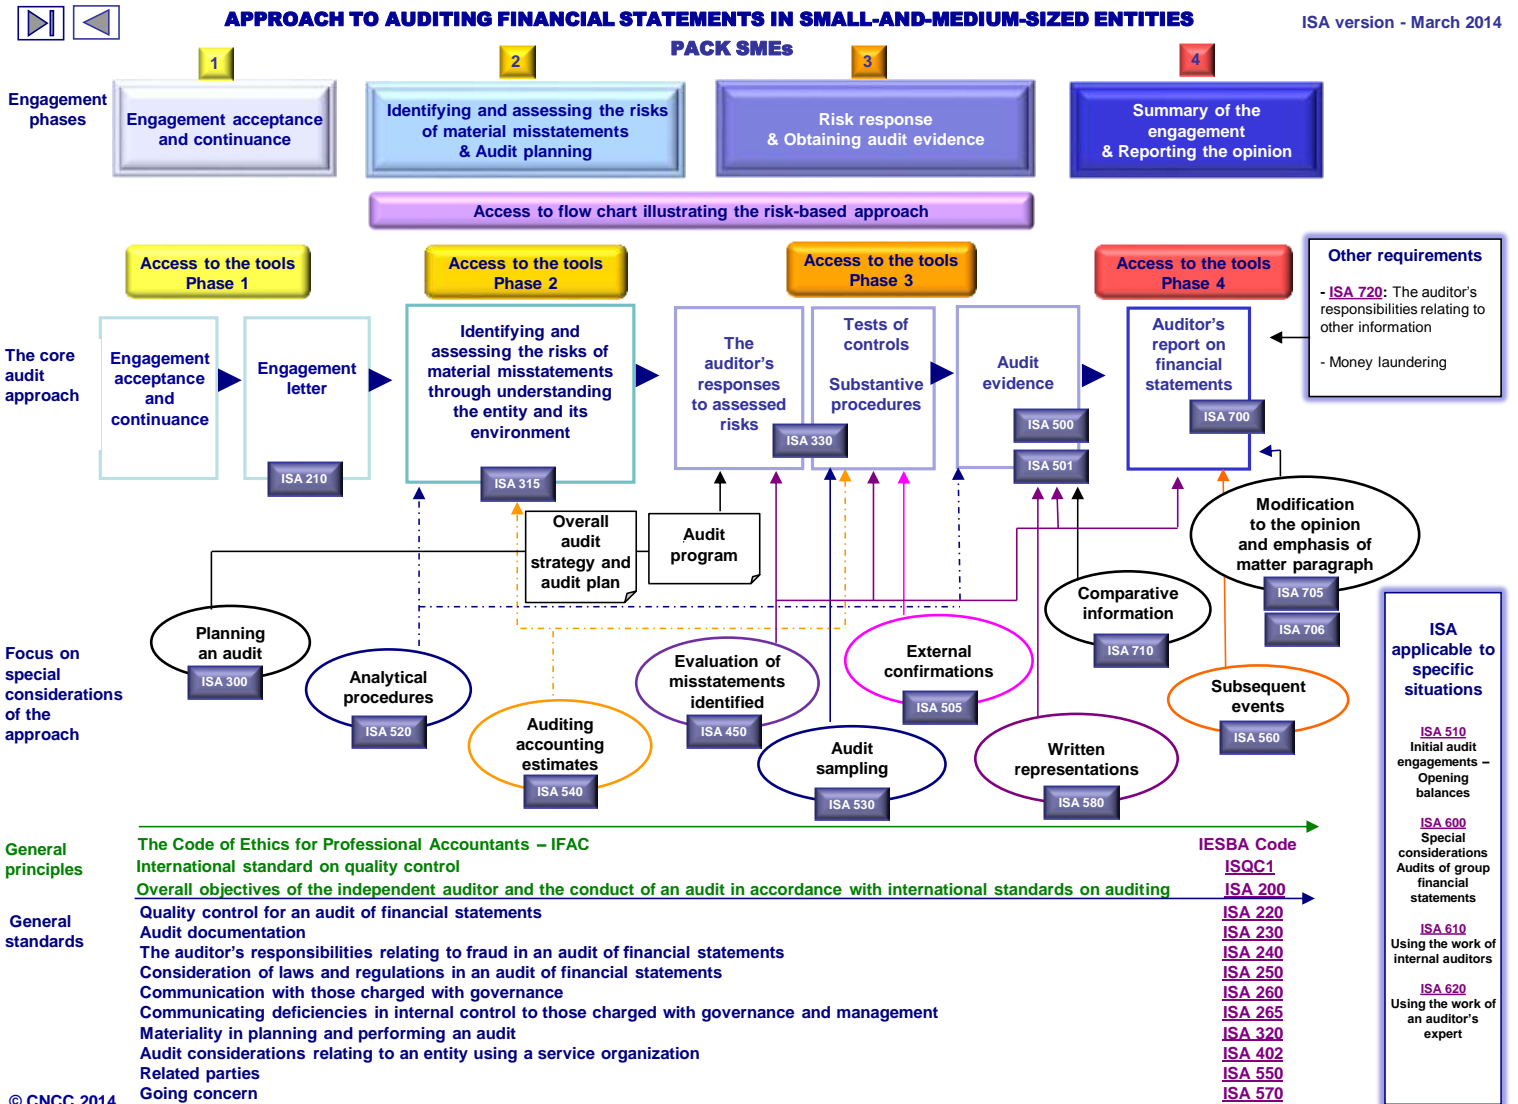 APPROACH TO AUDITING FINANCIAL STATEMENTS IN SMALL-AND-MEDIUM-SIZED ENTITIES
ISA version - March 2014
PACK SMEs
1
2
3
4
Engagement
phases
Engagement acceptance
and continuance
Identifying and assessing the risks
of material misstatements
& Audit planning
Risk response
& Obtaining audit evidence
Summary of the
engagement
& Reporting the opinion
Access to flow chart illustrating the risk-based approach
Access to the tools
Phase 1
Access to the tools
Phase 2
Access to the tools
Phase 3
Access to the tools
Phase 4
Other requirements
- ISA 720: The auditor's
responsibilities relating to
other information
- Money laundering
The core
audit
approach
Engagement
acceptance
and
continuance
Engagement
letter
ISA 210
Identifying and
assessing the risks of
material misstatements
through understanding
the entity and its
environment
ISA 315
The
auditor's
responses
to assessed
risks
Tests of
controls
Substantive
procedures
ISA 330
Audit
evidence
ISA 500
ISA 501
Auditor's
report on
financial
statements
ISA 700
Overall
audit
strategy and
audit plan
Audit
program
Modification
to the opinion
and emphasis of
matter paragraph
ISA 705
ISA 706
Comparative
information
ISA 710
Focus on
special
considerations
of the
approach
Planning
an audit
ISA 300
Analytical
procedures
ISA 520
Auditing
accounting
estimates
ISA 540
Evaluation of
misstatements
identified
ISA 450
External
confirmations
ISA 505
Audit
sampling
ISA 530
Written
representations
ISA 580
Subsequent
events
ISA 560
ISA
applicable to
specific
situations
ISA 510
Initial audit
engagements –
Opening
balances
ISA 600
Special
considerations
Audits of group
financial
statements
ISA 610
Using the work of
internal auditors
ISA 620
Using the work of
an auditor's
expert
General
principles
The Code of Ethics for Professional Accountants – IFAC IESBA Code
International standard on quality control ISQC1
Overall objectives of the independent auditor and the conduct of an audit in accordance with international standards on auditing ISA 200
General
standards
Quality control for an audit of financial statements ISA 220
Audit documentation ISA 230
The auditor's responsibilities relating to fraud in an audit of financial statements ISA 240
Consideration of laws and regulations in an audit of financial statements ISA 250
Communication with those charged with governance ISA 260
Communicating deficiencies in internal control to those charged with governance and management ISA 265
Materiality in planning and performing an audit ISA 320
Audit considerations relating to an entity using a service organization ISA 402
Related parties ISA 550
Going concern ISA 570
© CNCC 2014